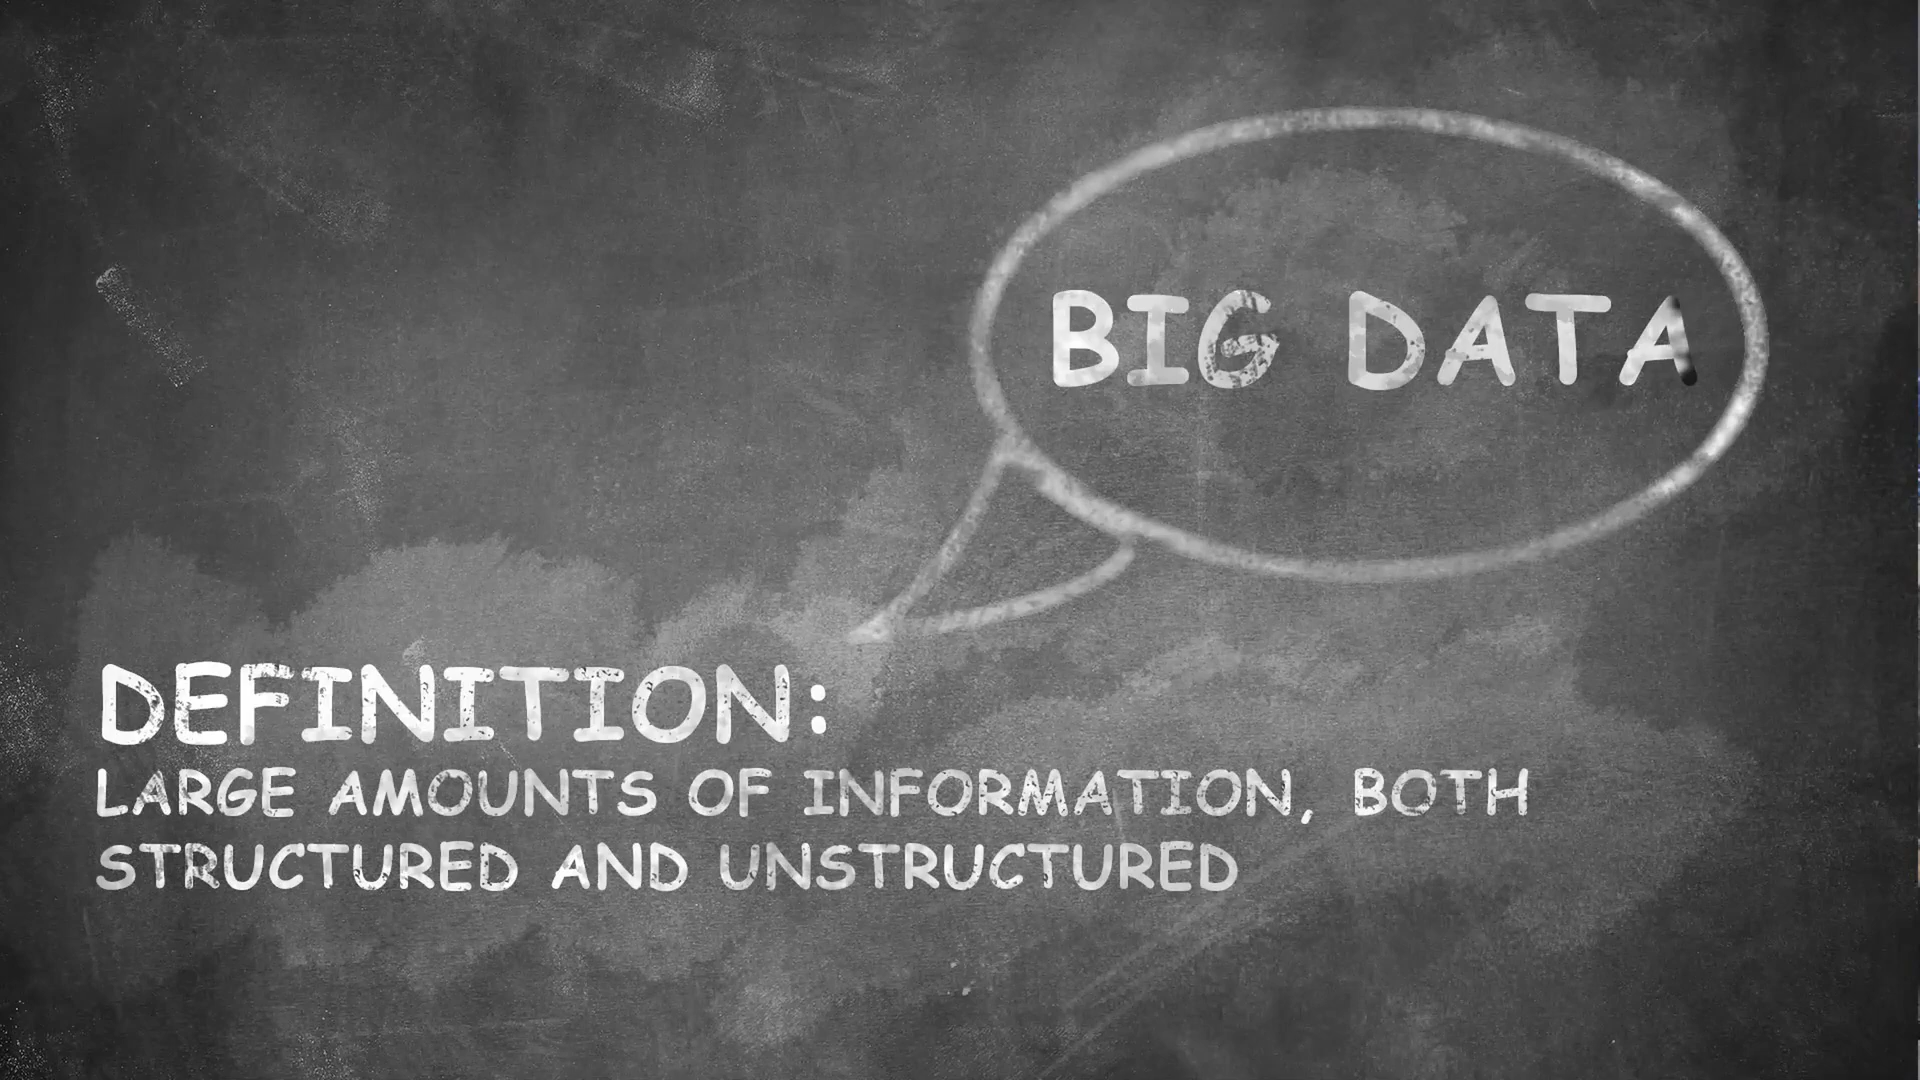 BIG DATA
DEFINITION:
LARGE AMOUNTS OF INFORMATION, BOTH
STRUCTURED AND UNSTRUCTURED